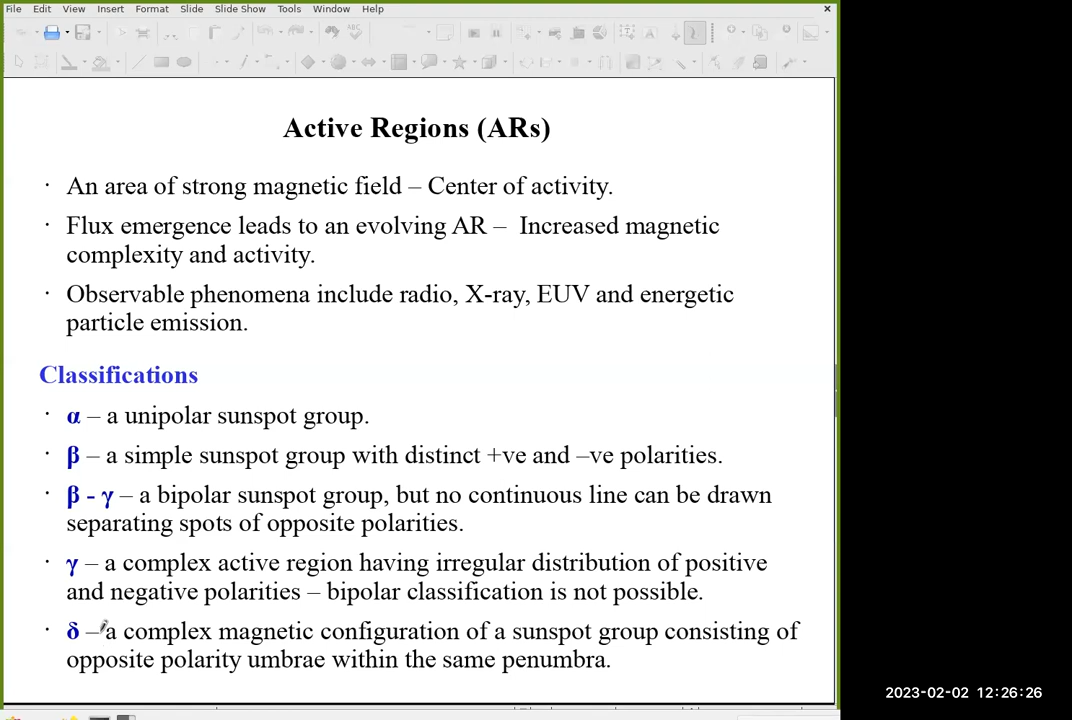 File Edit View Insert Format Slide Slide Show Tools Window Help ×
ABC
Active Regions (ARs)
· An area of strong magnetic field – Center of activity.
· Flux emergence leads to an evolving AR – Increased magnetic
complexity and activity.
· Observable phenomena include radio, X-ray, EUV and energetic
particle emission.
Classifications
· α – a unipolar sunspot group.
· β – a simple sunspot group with distinct +ve and –ve polarities.
· β - γ – a bipolar sunspot group, but no continuous line can be drawn
separating spots of opposite polarities.
· γ – a complex active region having irregular distribution of positive
and negative polarities – bipolar classification is not possible.
· δ – a complex magnetic configuration of a sunspot group consisting of
opposite polarity umbrae within the same penumbra.
2023-02-02 12:26:26